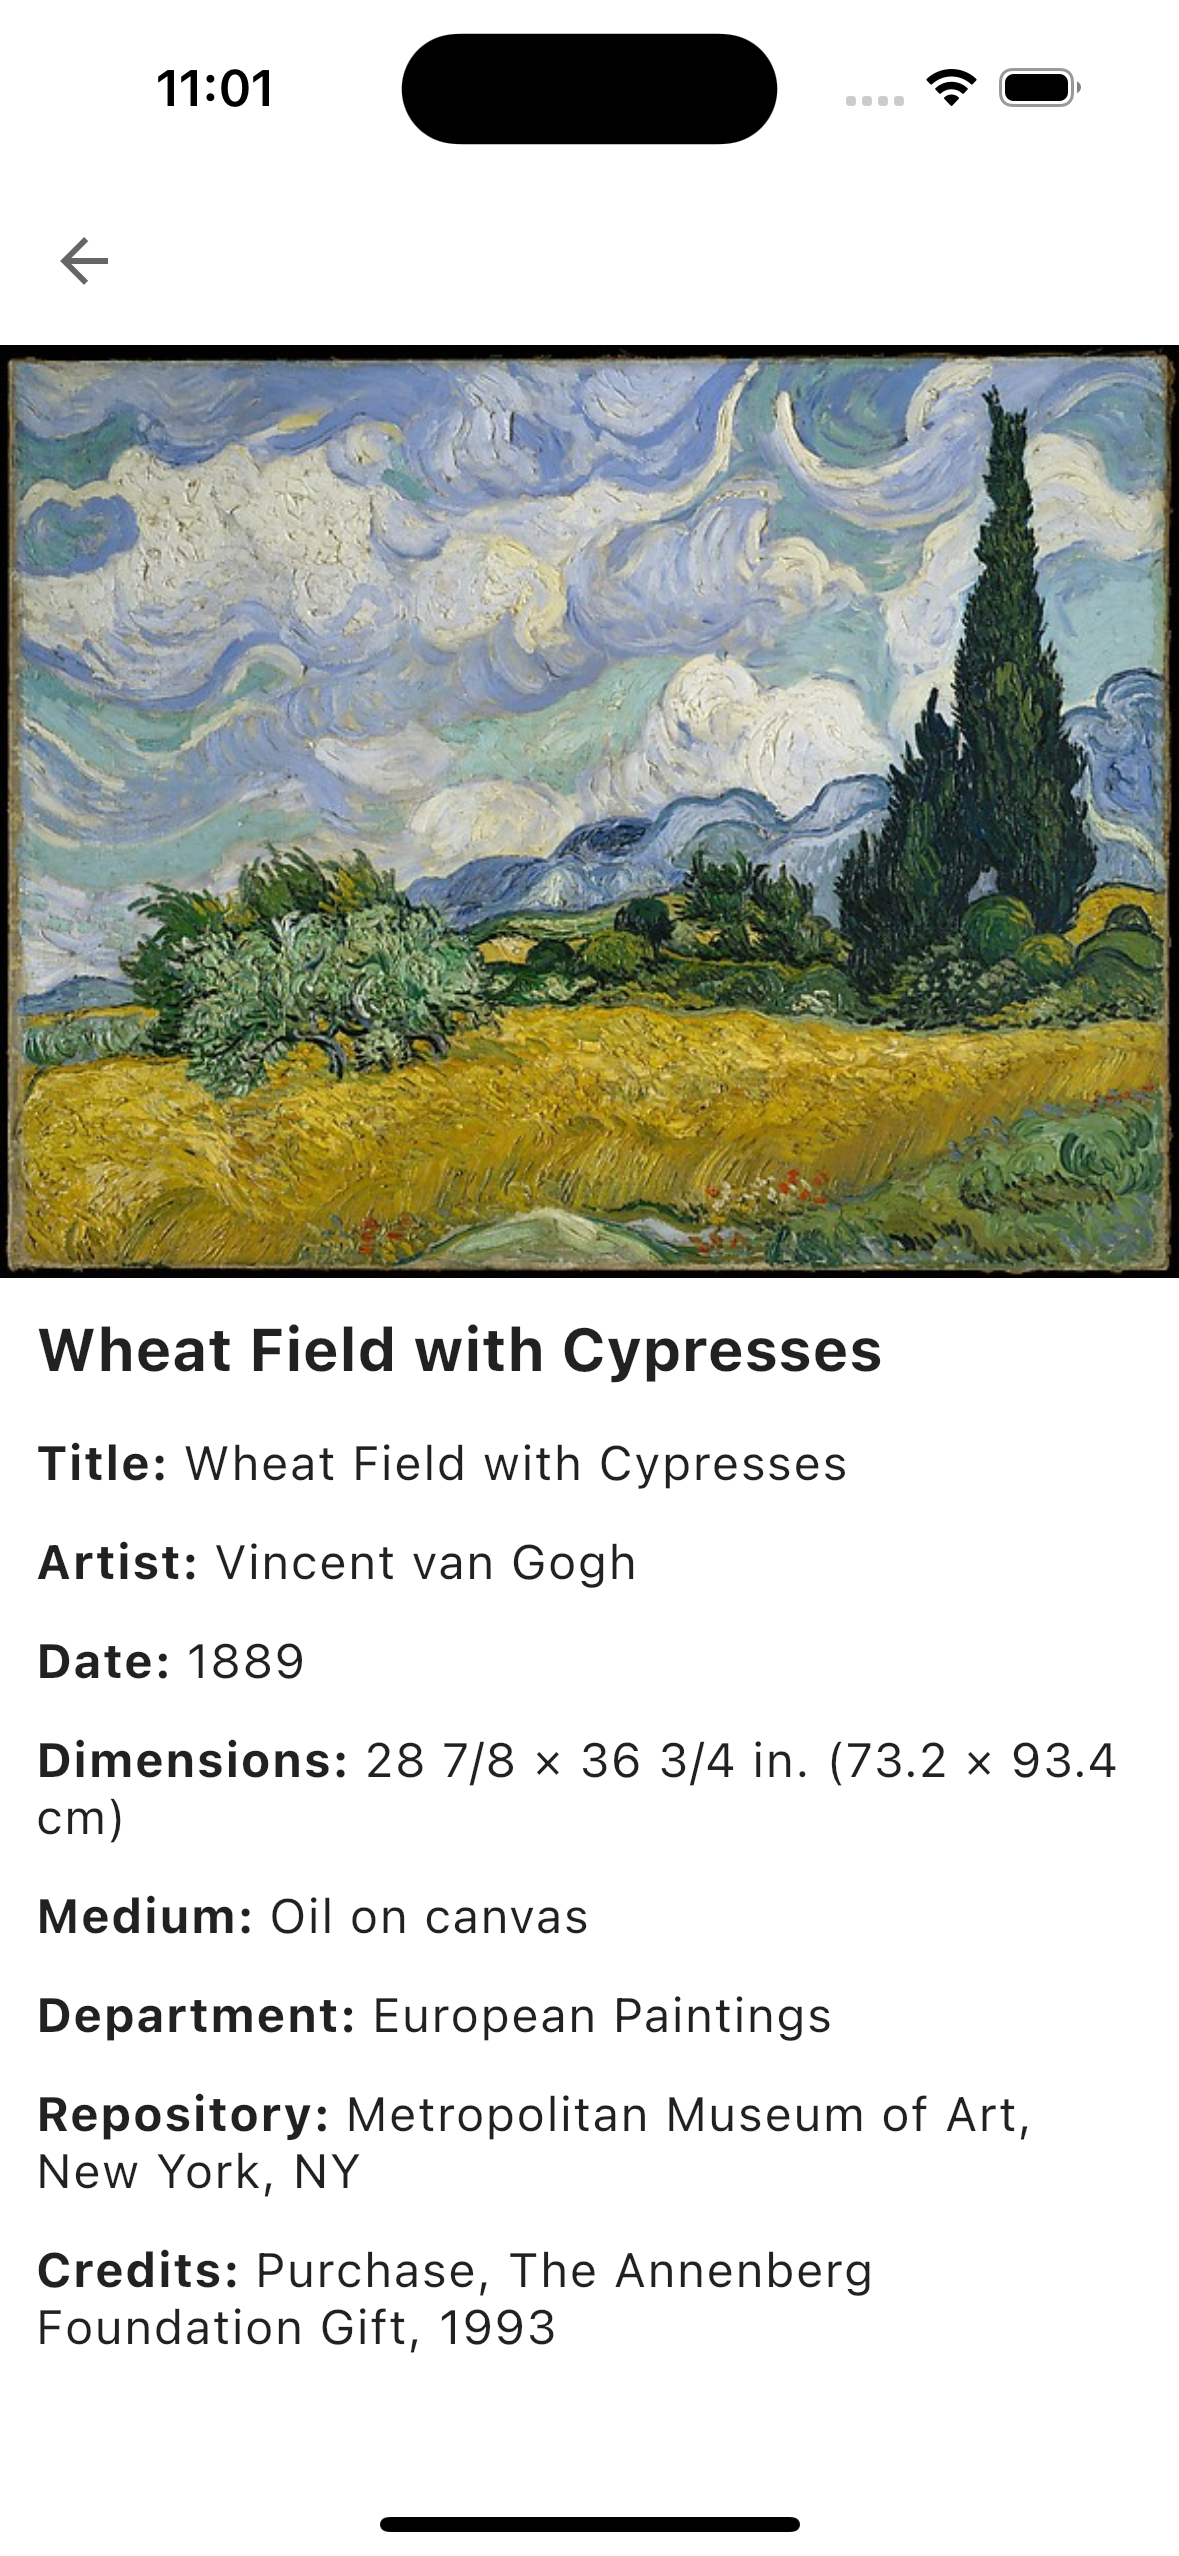 11:01
Wheat Field with Cypresses
Title: Wheat Field with Cypresses
Artist: Vincent van Gogh
Date: 1889
Dimensions: 28 7/8 × 36 3/4 in. (73.2 × 93.4
cm)
Medium: Oil on canvas
Department: European Paintings
Repository: Metropolitan Museum of Art,
New York, NY
Credits: Purchase, The Annenberg
Foundation Gift, 1993